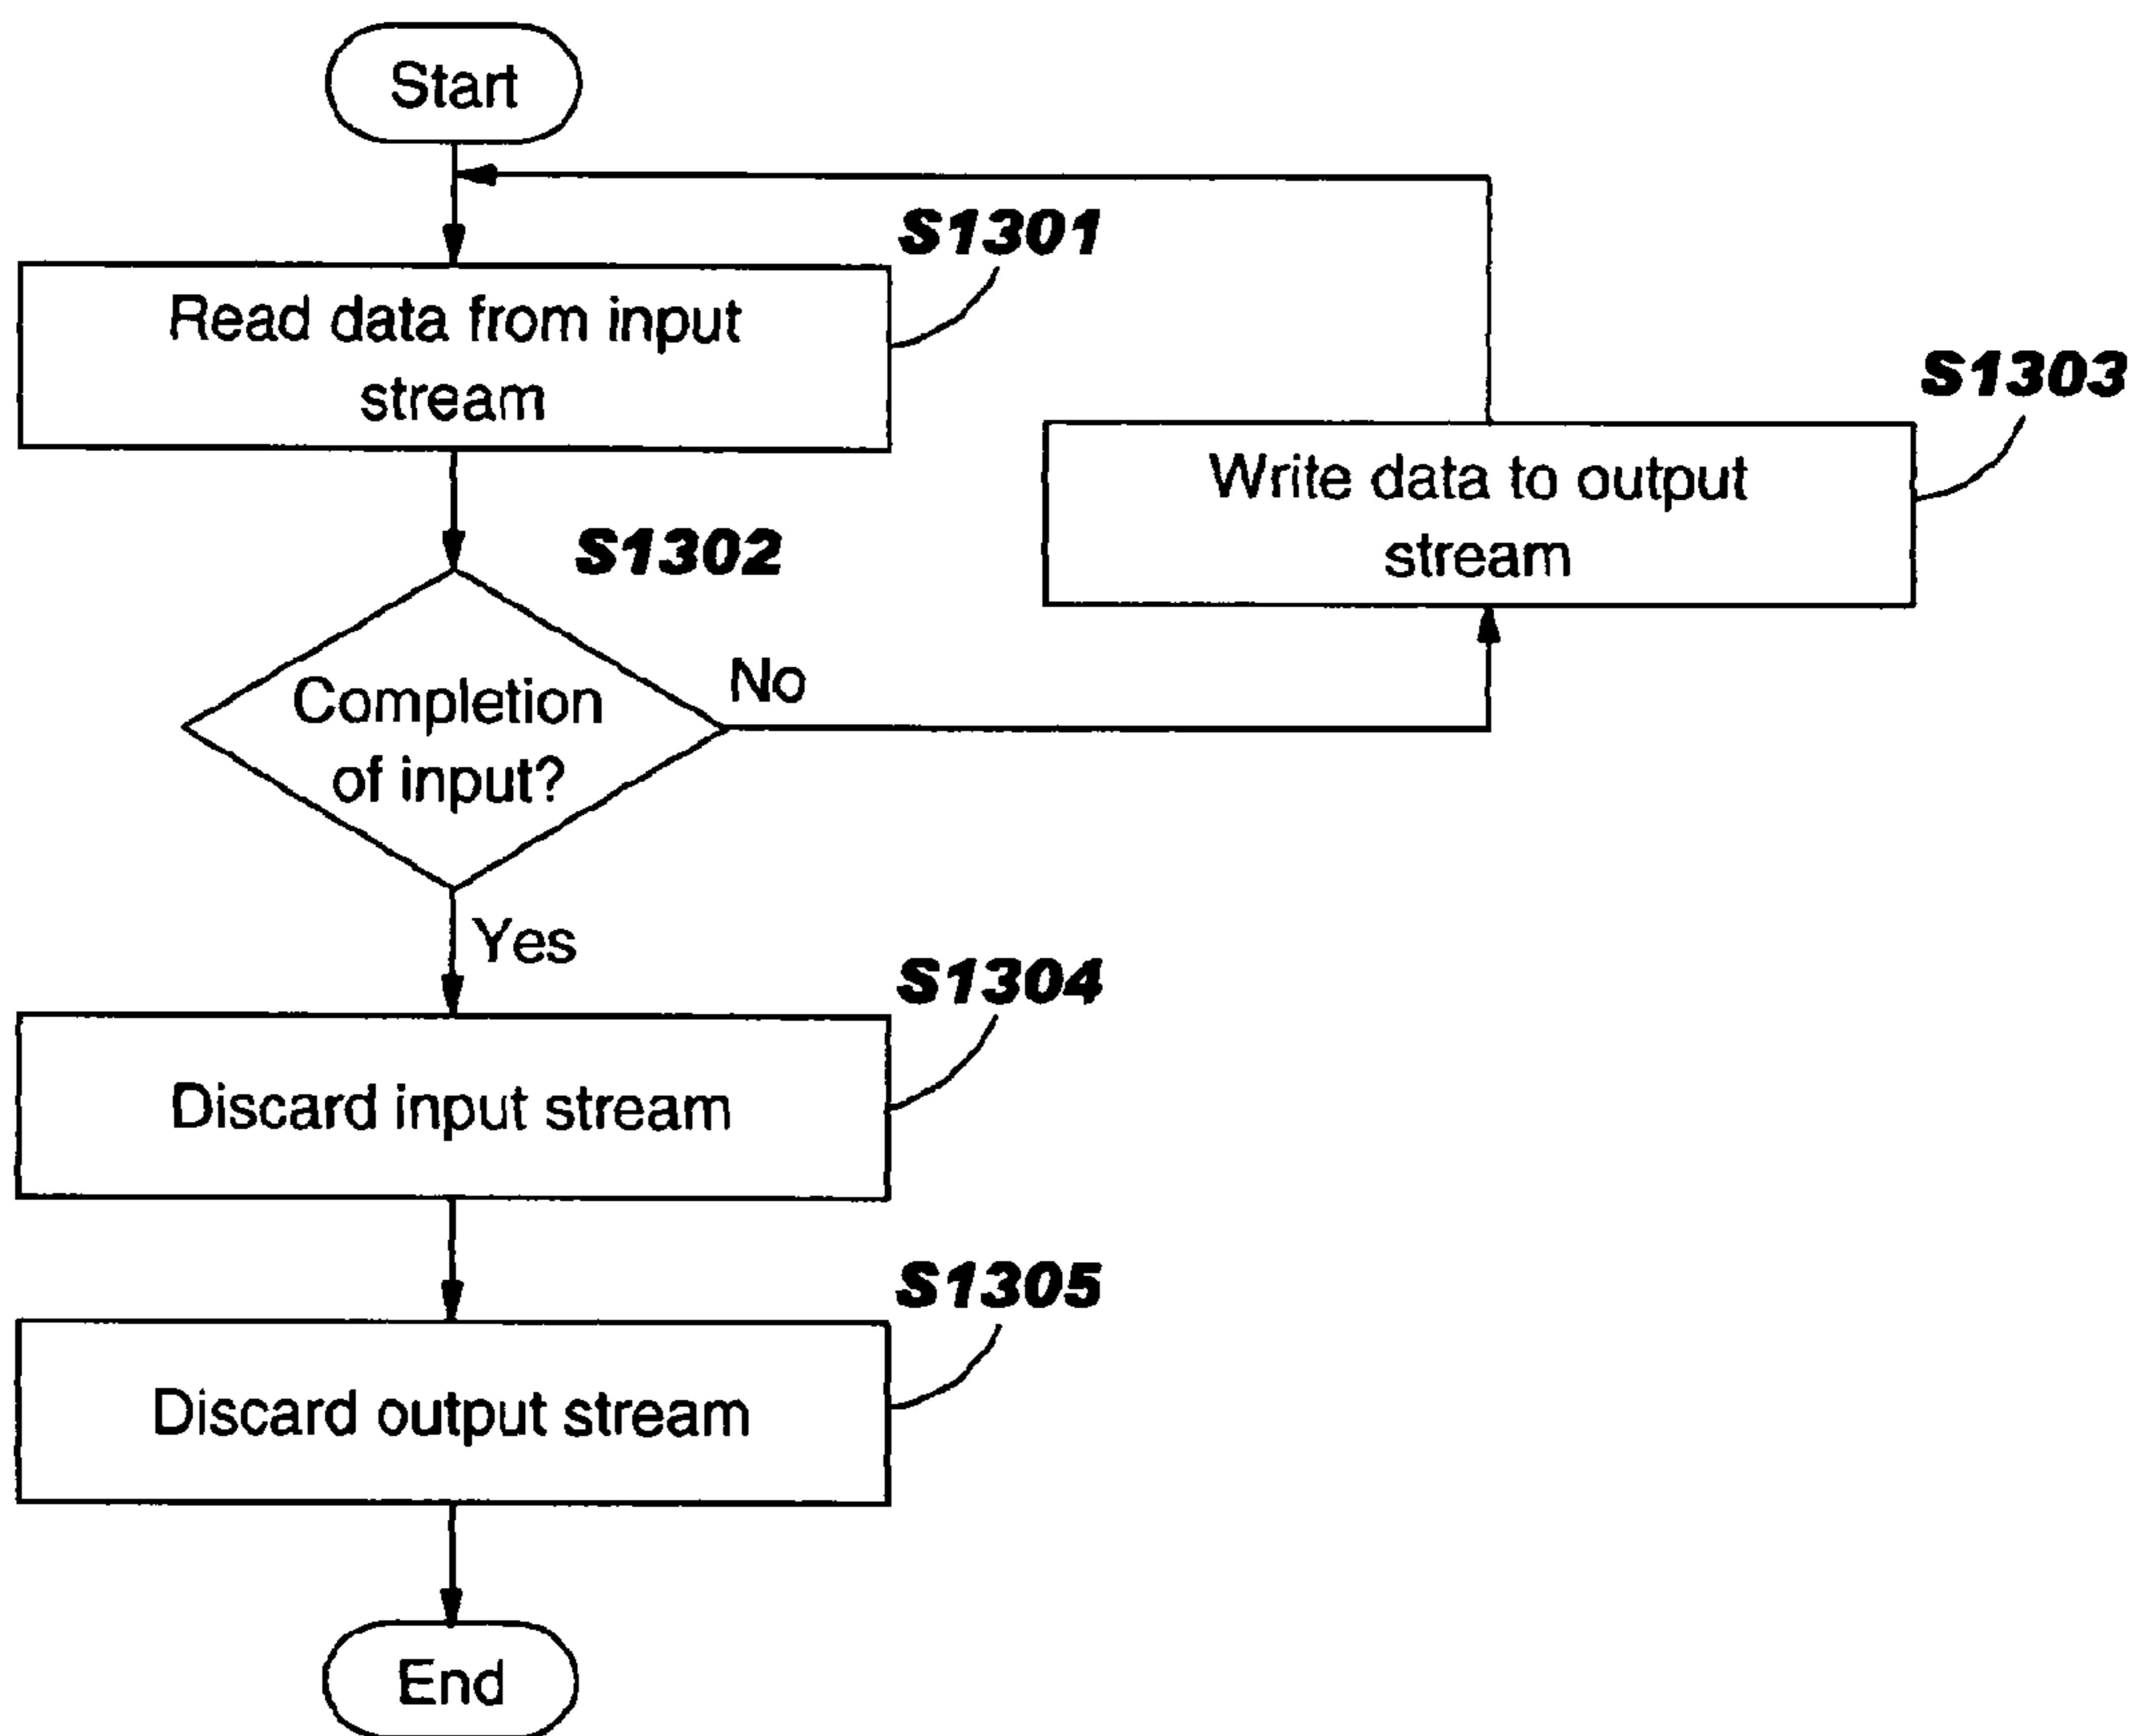 Start
S1301
Read data from input
stream
S1303
Write data to output
stream
S1302
Completion
of input?
No
Yes
S1304
Discard input stream
S1305
Discard output stream
End